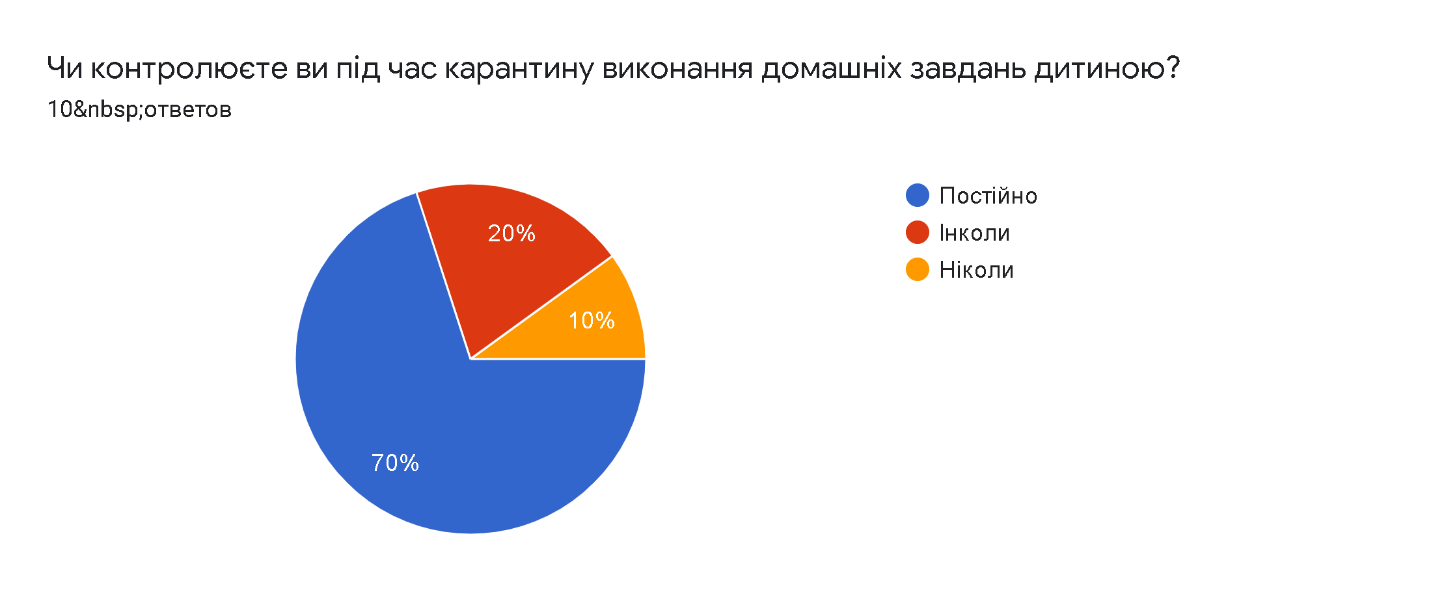 Чи контролюєте ви під час карантину виконання домашніх завдань дитиною?
10&nbsp;ответов
Постійно
Інколи
Ніколи
20%
10%
70%